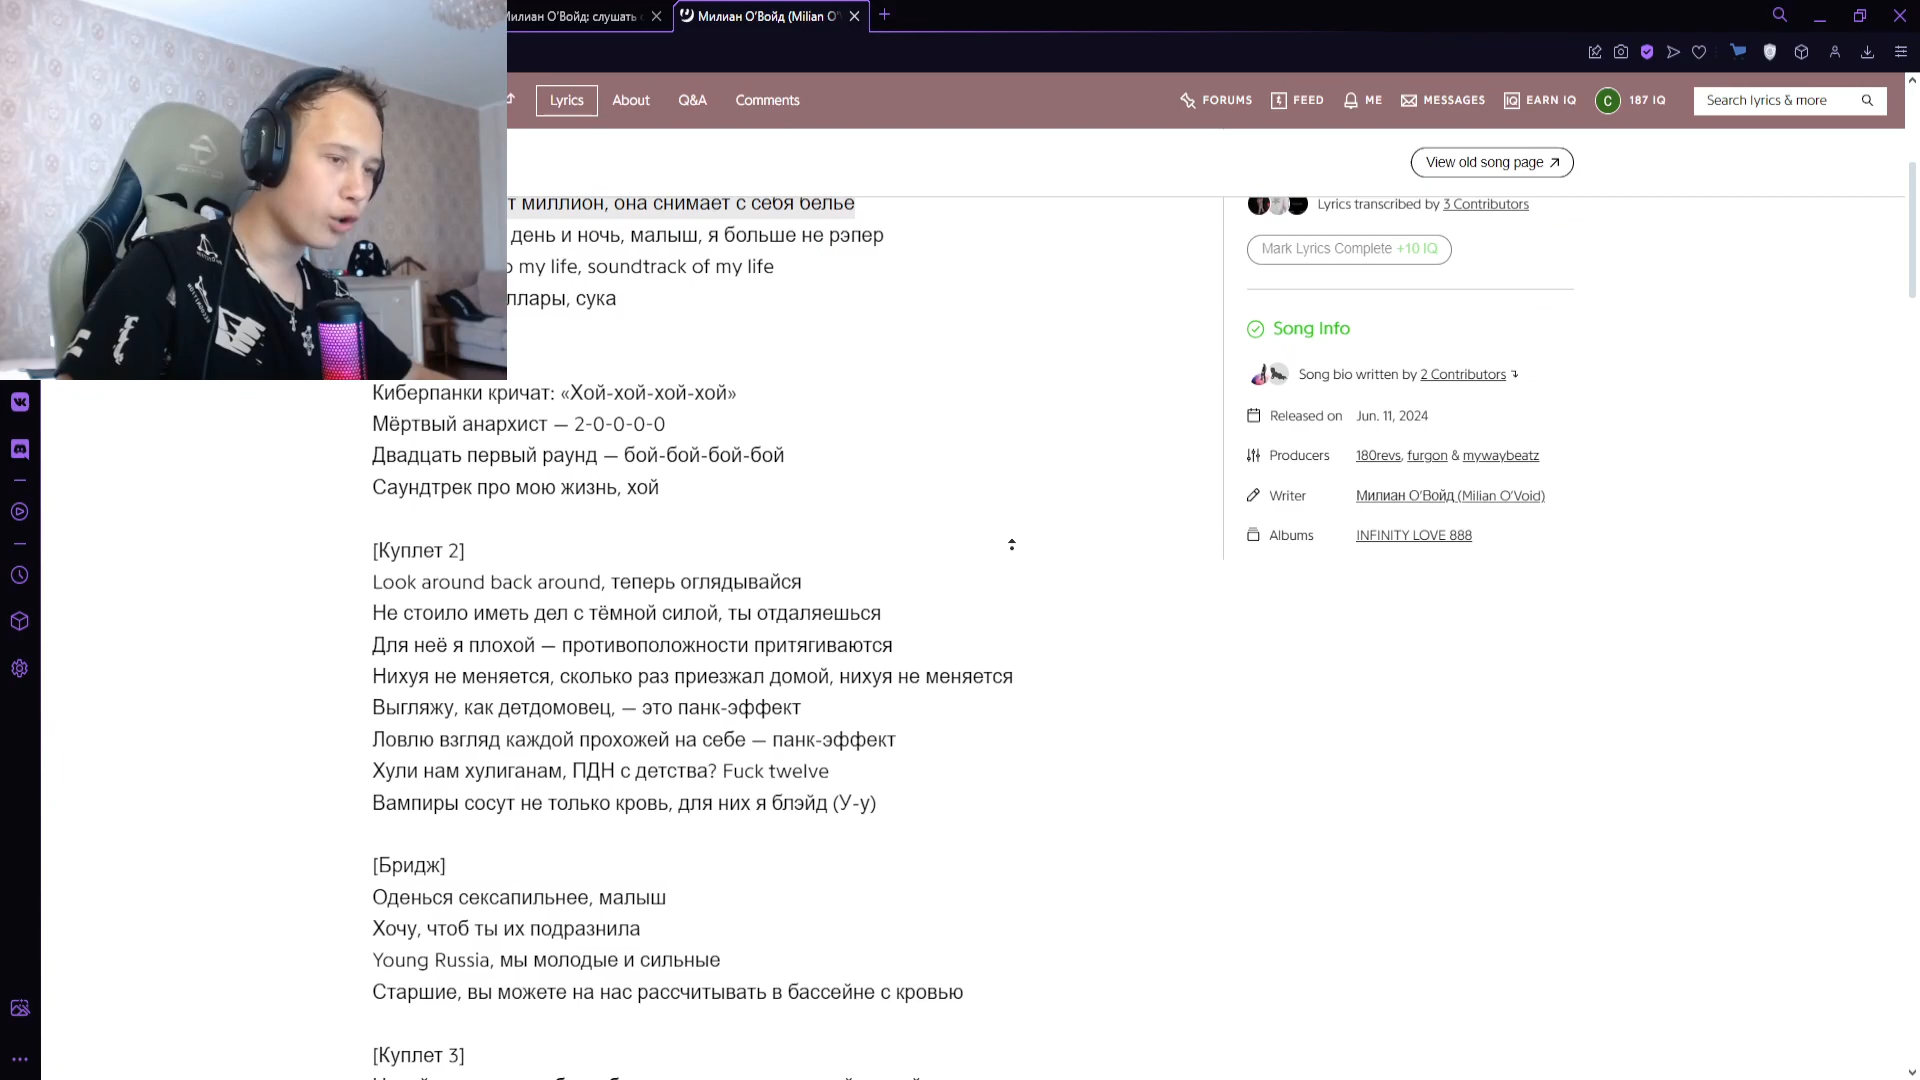 Милиан О'Войд: слушать
Милиан О'Войд (Milian O'
Lyrics
About
Q&A
Comments
FORUMS
FEED
ME
MESSAGES
IQ EARN IQ
C
187 IQ
Search lyrics & more
View old song page
т миллион, она снимает с себя бельё
день и ночь, малыш, я больше не рэпер
my life, soundtrack of my life
ллары, сука
Киберпанки кричат: «Хой-хой-хой-хой»
Мёртвый анархист — 2-0-0-0-0
Двадцать первый раунд — бой-бой-бой-бой
Саундтрек про мою жизнь, хой
[Куплет 2]
Look around back around, теперь оглядывайся
Не стоило иметь дел с тёмной силой, ты отдаляешься
Для неё я плохой — противоположности притягиваются
Нихуя не меняется, сколько раз приезжал домой, нихуя не меняется
Выгляжу, как детдомовец, — это панк-эффект
Ловлю взгляд каждой прохожей на себе — панк-эффект
Хули нам хулиганам, ПДН с детства? Fuck twelve
Вампиры сосут не только кровь, для них я блэйд (У-у)
[Бридж]
Оденься сексапильнее, малыш
Хочу, чтоб ты их подразнила
Young Russia, мы молодые и сильные
Старшие, вы можете на нас рассчитывать в бассейне с кровью
[Куплет 3]
Lyrics transcribed by 3 Contributors
Mark Lyrics Complete +10 IQ
Song Info
Song bio written by 2 Contributors
Released on Jun. 11, 2024
Producers 180revs, furgon & mywaybeatz
Writer Милиан О'Войд (Milian O'Void)
Albums INFINITY LOVE 888